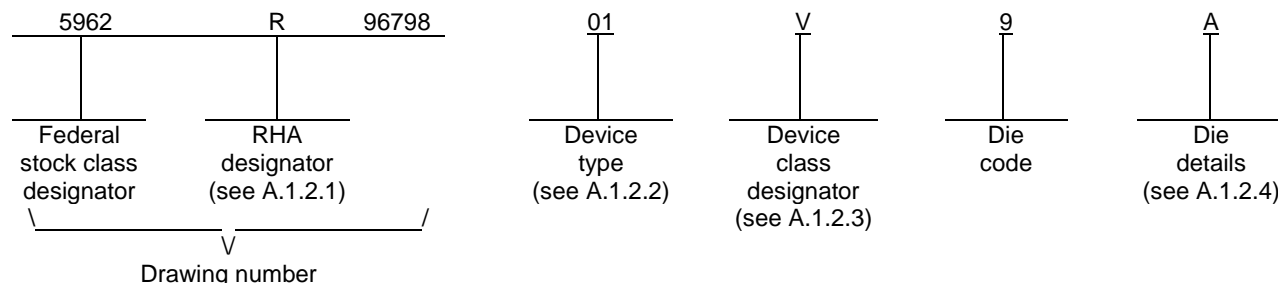 5962 R 96798 01 V 9 A
Federal RHA Device Device Die Die
stock class designator type class code details
designator (see A.1.2.1) (see A.1.2.2) designator (see A.1.2.4)
(see A.1.2.3)
Drawing number